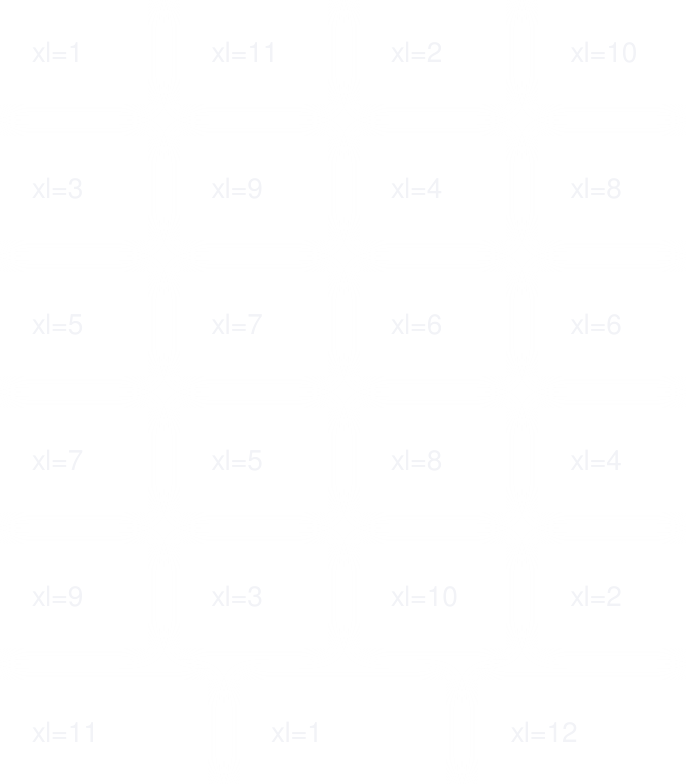 xl=1 xl=11 xl=2 xl=10
xl=3 xl=9 xl=4 xl=8
xl=5 xl=7 xl=6 xl=6
xl=7 xl=5 xl=8 xl=4
xl=9 xl=3 xl=10 xl=2
xl=11 xl=1 xl=12